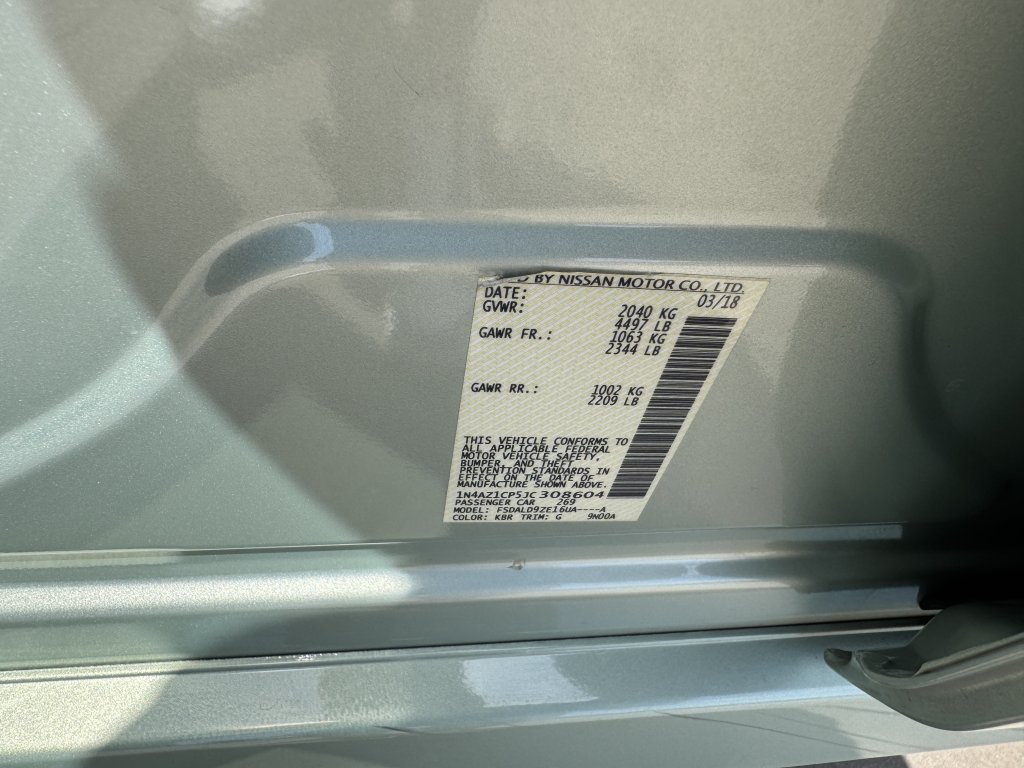 D BY NISSAN MOTOR CO., LTD.
DATE: 03/18
GVWR: 2040 KG
4497 LB
GAWR FR.: 1063 KG
2344 LB
GAWR RR.: 1002 KG
2209 LB
THIS VEHICLE CONFORMS TO
ALL APPLICABLE FEDERAL
MOTOR VEHICLE SAFETY,
BUMPER, AND THEFT
PREVENTION STANDARDS IN
EFFECT ON THE DATE OF
MANUFACTURE SHOWN ABOVE.
1N4AZ1CP5JC308604
PASSENGER CAR 269
MODEL: FSDALD9ZE16UA----A
COLOR: KBR TRIM: G 9N00A